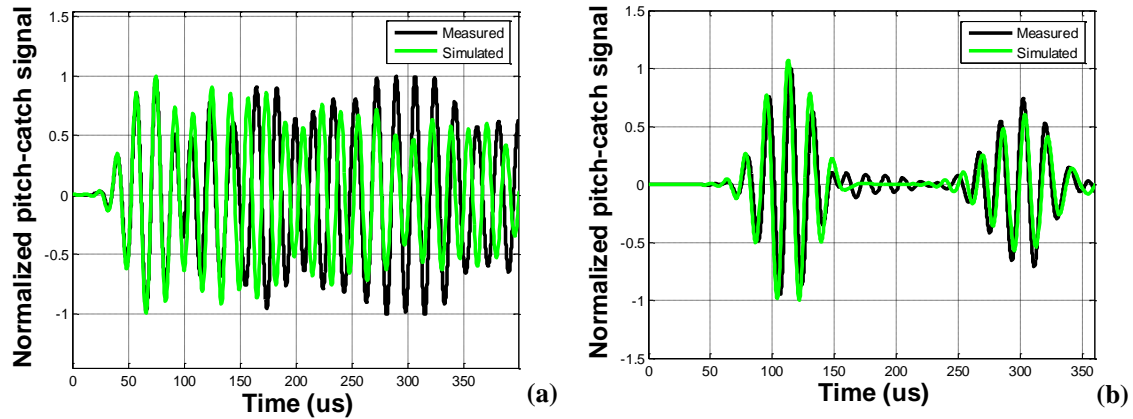 Normalized pitch-catch signal
1.5
1
0.5
0
-0.5
-1
0
50
100
150
200
250
300
350
Time (us)
Measured
Simulated
(a)
Normalized pitch-catch signal
1.5
1
0.5
0
-0.5
-1
-1.5
0
50
100
150
200
250
300
350
Time (us)
Measured
Simulated
(b)